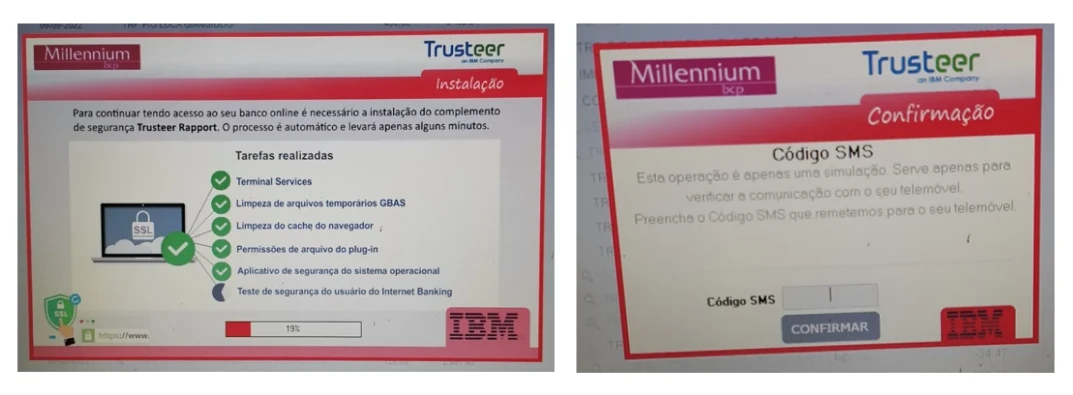 09-09-2022
Millennium
bcp
Trusteer
an IBM Company
Instalação
Para continuar tendo acesso ao seu banco online é necessário a instalação do complemento
de segurança Trusteer Rapport. O processo é automático e levará apenas alguns minutos.
Tarefas realizadas
Terminal Services
Limpeza de arquivos temporários GBAS
Limpeza do cache do navegador
Permissões de arquivo do plug-in
Aplicativo de segurança do sistema operacional
Teste de segurança do usuário do Internet Banking
SSL
SSL
https://www.
19%
IBM
Millennium
bcp
Trusteer
an IBM Company
Confirmação
Código SMS
Esta operação é apenas uma simulação. Serve apenas para
verificar a comunicação com o seu telemóvel.
Preencha o Código SMS que remetemos para o seu telemóvel.
Código SMS
CONFIRMAR
IBM